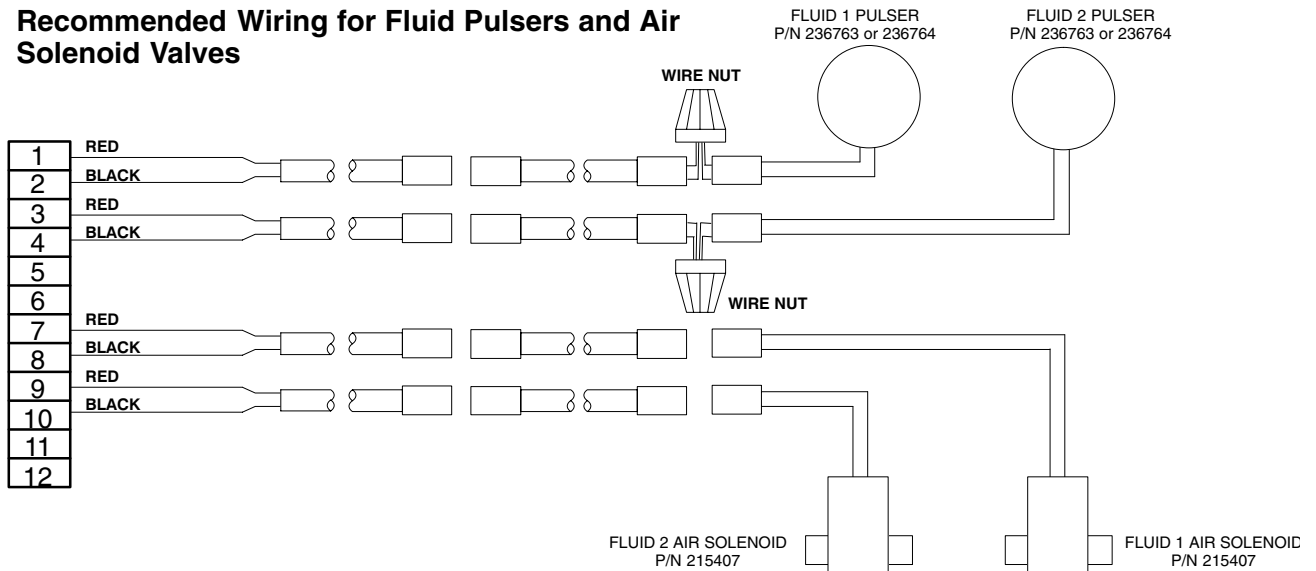 Recommended Wiring for Fluid Pulsers and Air
Solenoid Valves
FLUID 1 PULSER
P/N 236763 or 236764
FLUID 2 PULSER
P/N 236763 or 236764
WIRE NUT
1
RED
2
BLACK
3
RED
4
BLACK
5
6
WIRE NUT
7
RED
8
BLACK
9
RED
10
BLACK
11
12
FLUID 2 AIR SOLENOID
P/N 215407
FLUID 1 AIR SOLENOID
P/N 215407